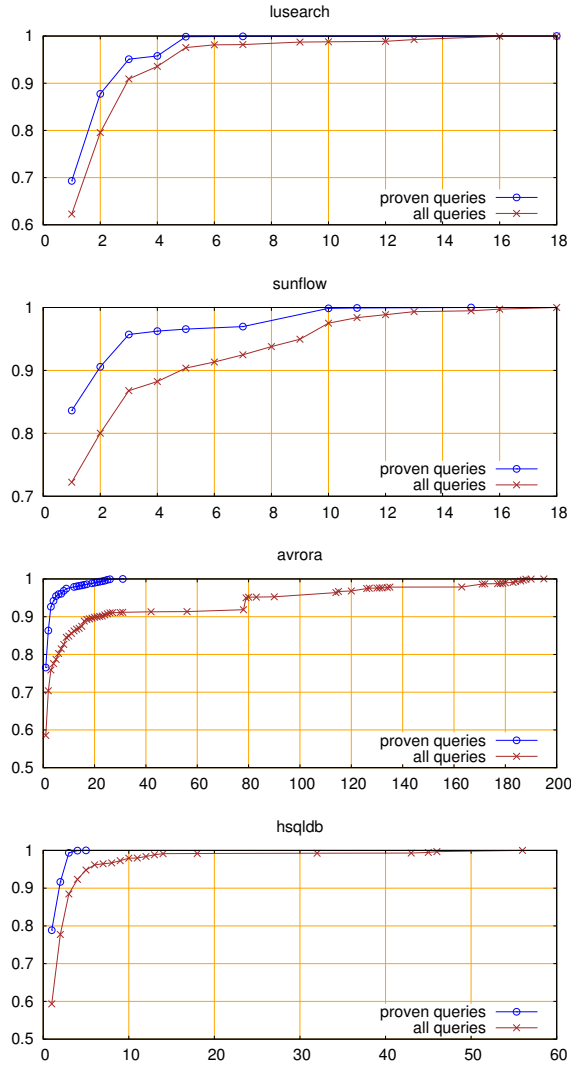 lusearch
1
0.9
0.8
0.7
0.6
proven queries
all queries
0 2 4 6 8 10 12 14 16 18
sunflow
1
0.9
0.8
0.7
proven queries
all queries
0 2 4 6 8 10 12 14 16 18
avrora
1
0.9
0.8
0.7
0.6
0.5
proven queries
all queries
0 20 40 60 80 100 120 140 160 180 200
hsqldb
1
0.9
0.8
0.7
0.6
0.5
proven queries
all queries
0 10 20 30 40 50 60